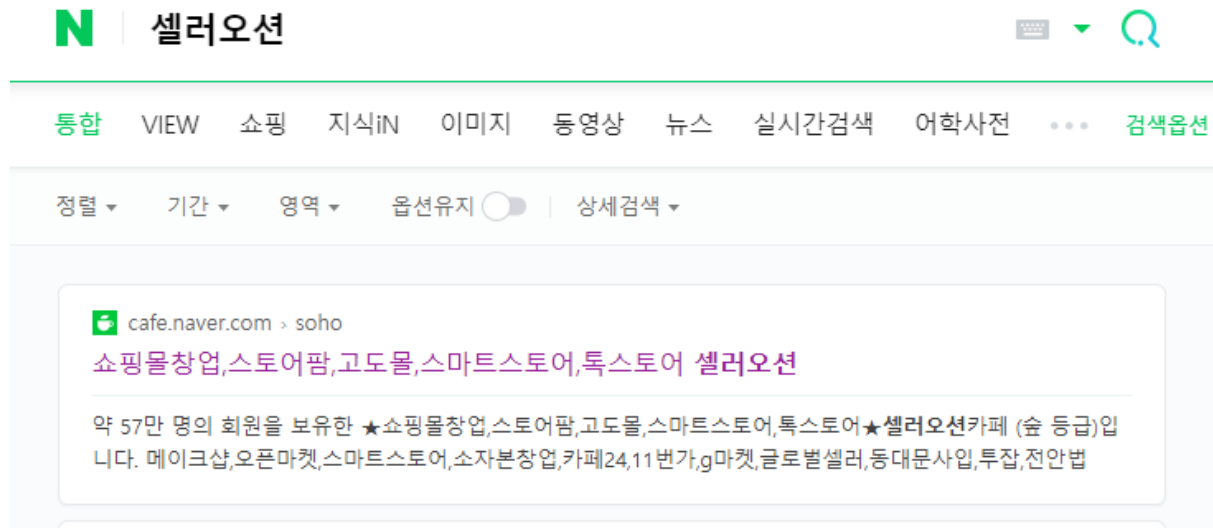 N 셀러오션
통합 VIEW 쇼핑 지식iN 이미지 동영상 뉴스 실시간검색 어학사전 ••• 검색옵션
정렬 기간 영역 옵션유지 상세검색
cafe.naver.com › soho
쇼핑몰창업,스토어팜,고도몰,스마트스토어,톡스토어 셀러오션
약 57만 명의 회원을 보유한 ★쇼핑몰창업,스토어팜,고도몰,스마트스토어,톡스토어★셀러오션카페 (숲 등급)입
니다. 메이크샵,오픈마켓,스마트스토어,소자본창업,카페24,11번가,g마켓,글로벌셀러,동대문사입,투잡,전안법